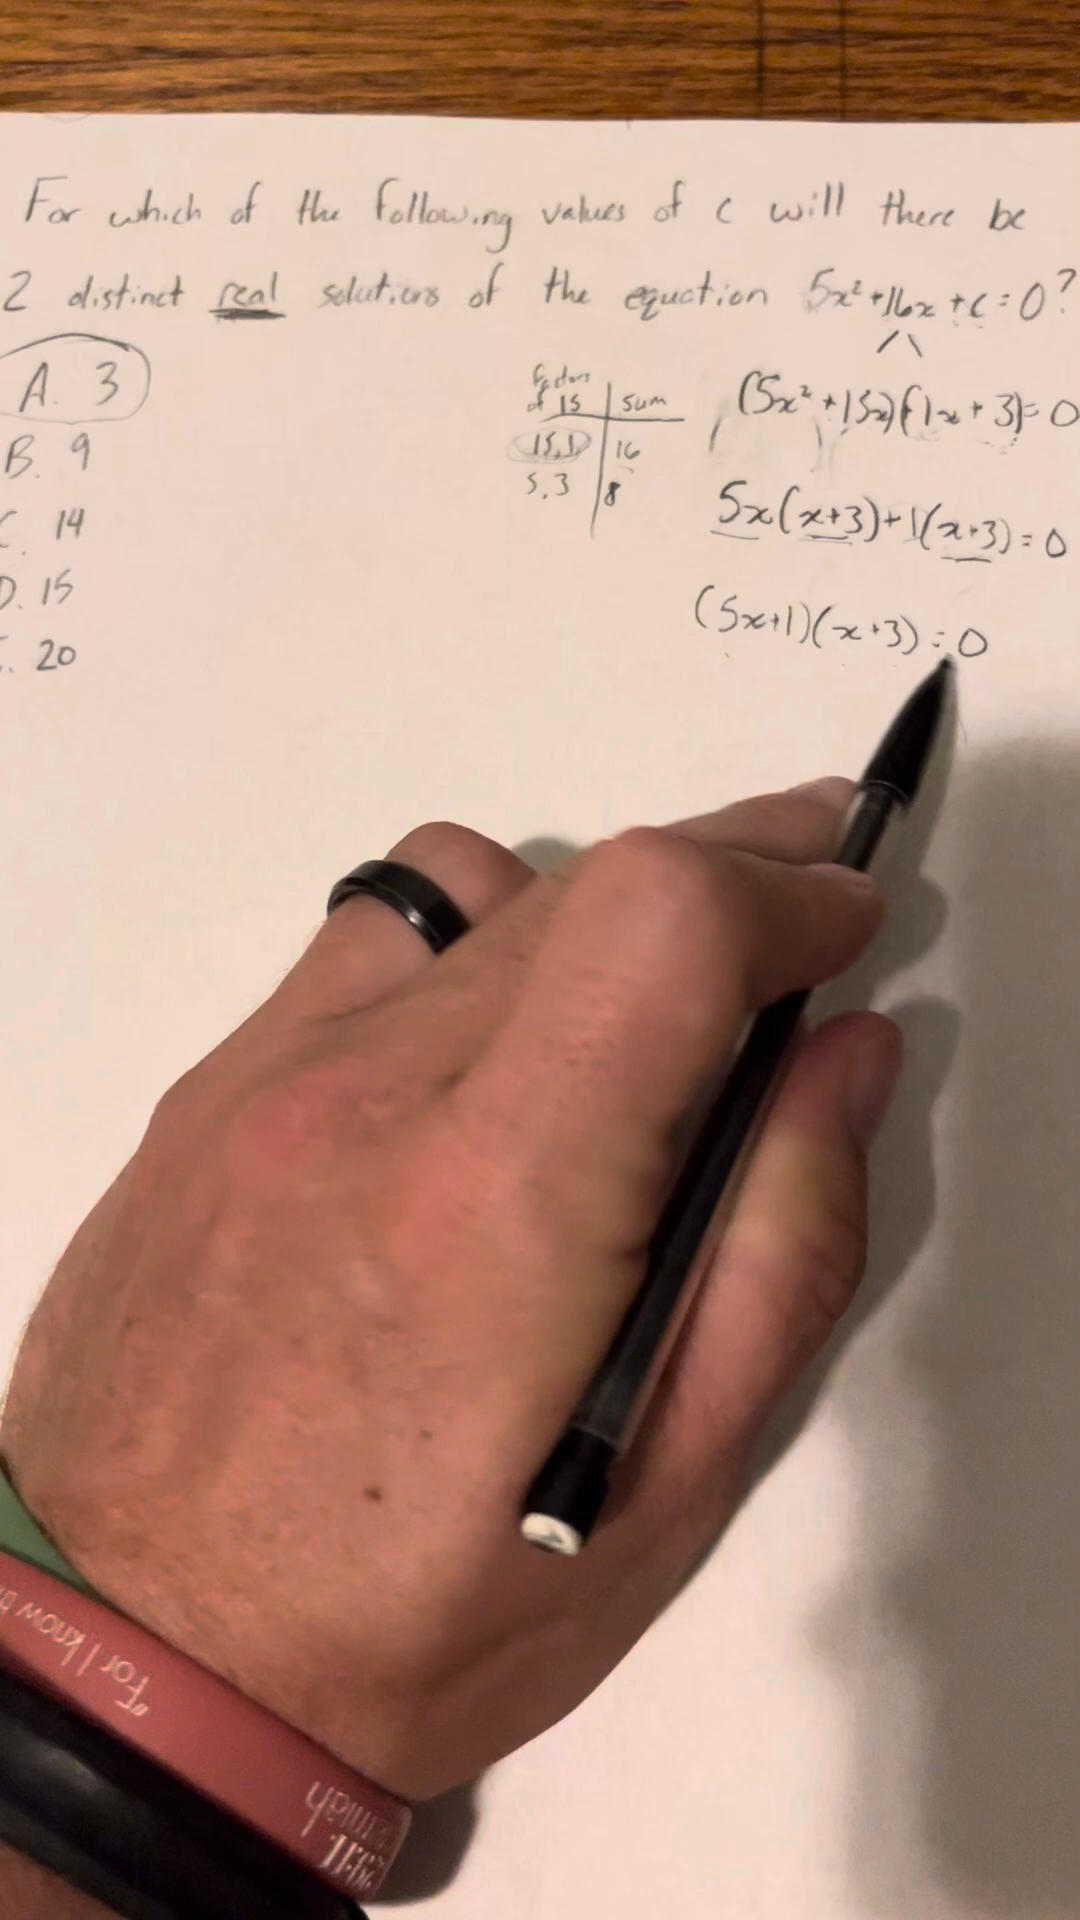 For which of the following values of c will there be
2 distinct real solutions of the equation 5x² + 16x + c = 0?
A. 3
B. 9
C. 14
D. 15
. 20
factors of 15 | sum
15, 1 | 16
5, 3 | 8
(5x² + 15x) + (1x + 3) = 0
5x(x+3) + 1(x+3) = 0
(5x+1)(x+3) = 0
"For I know